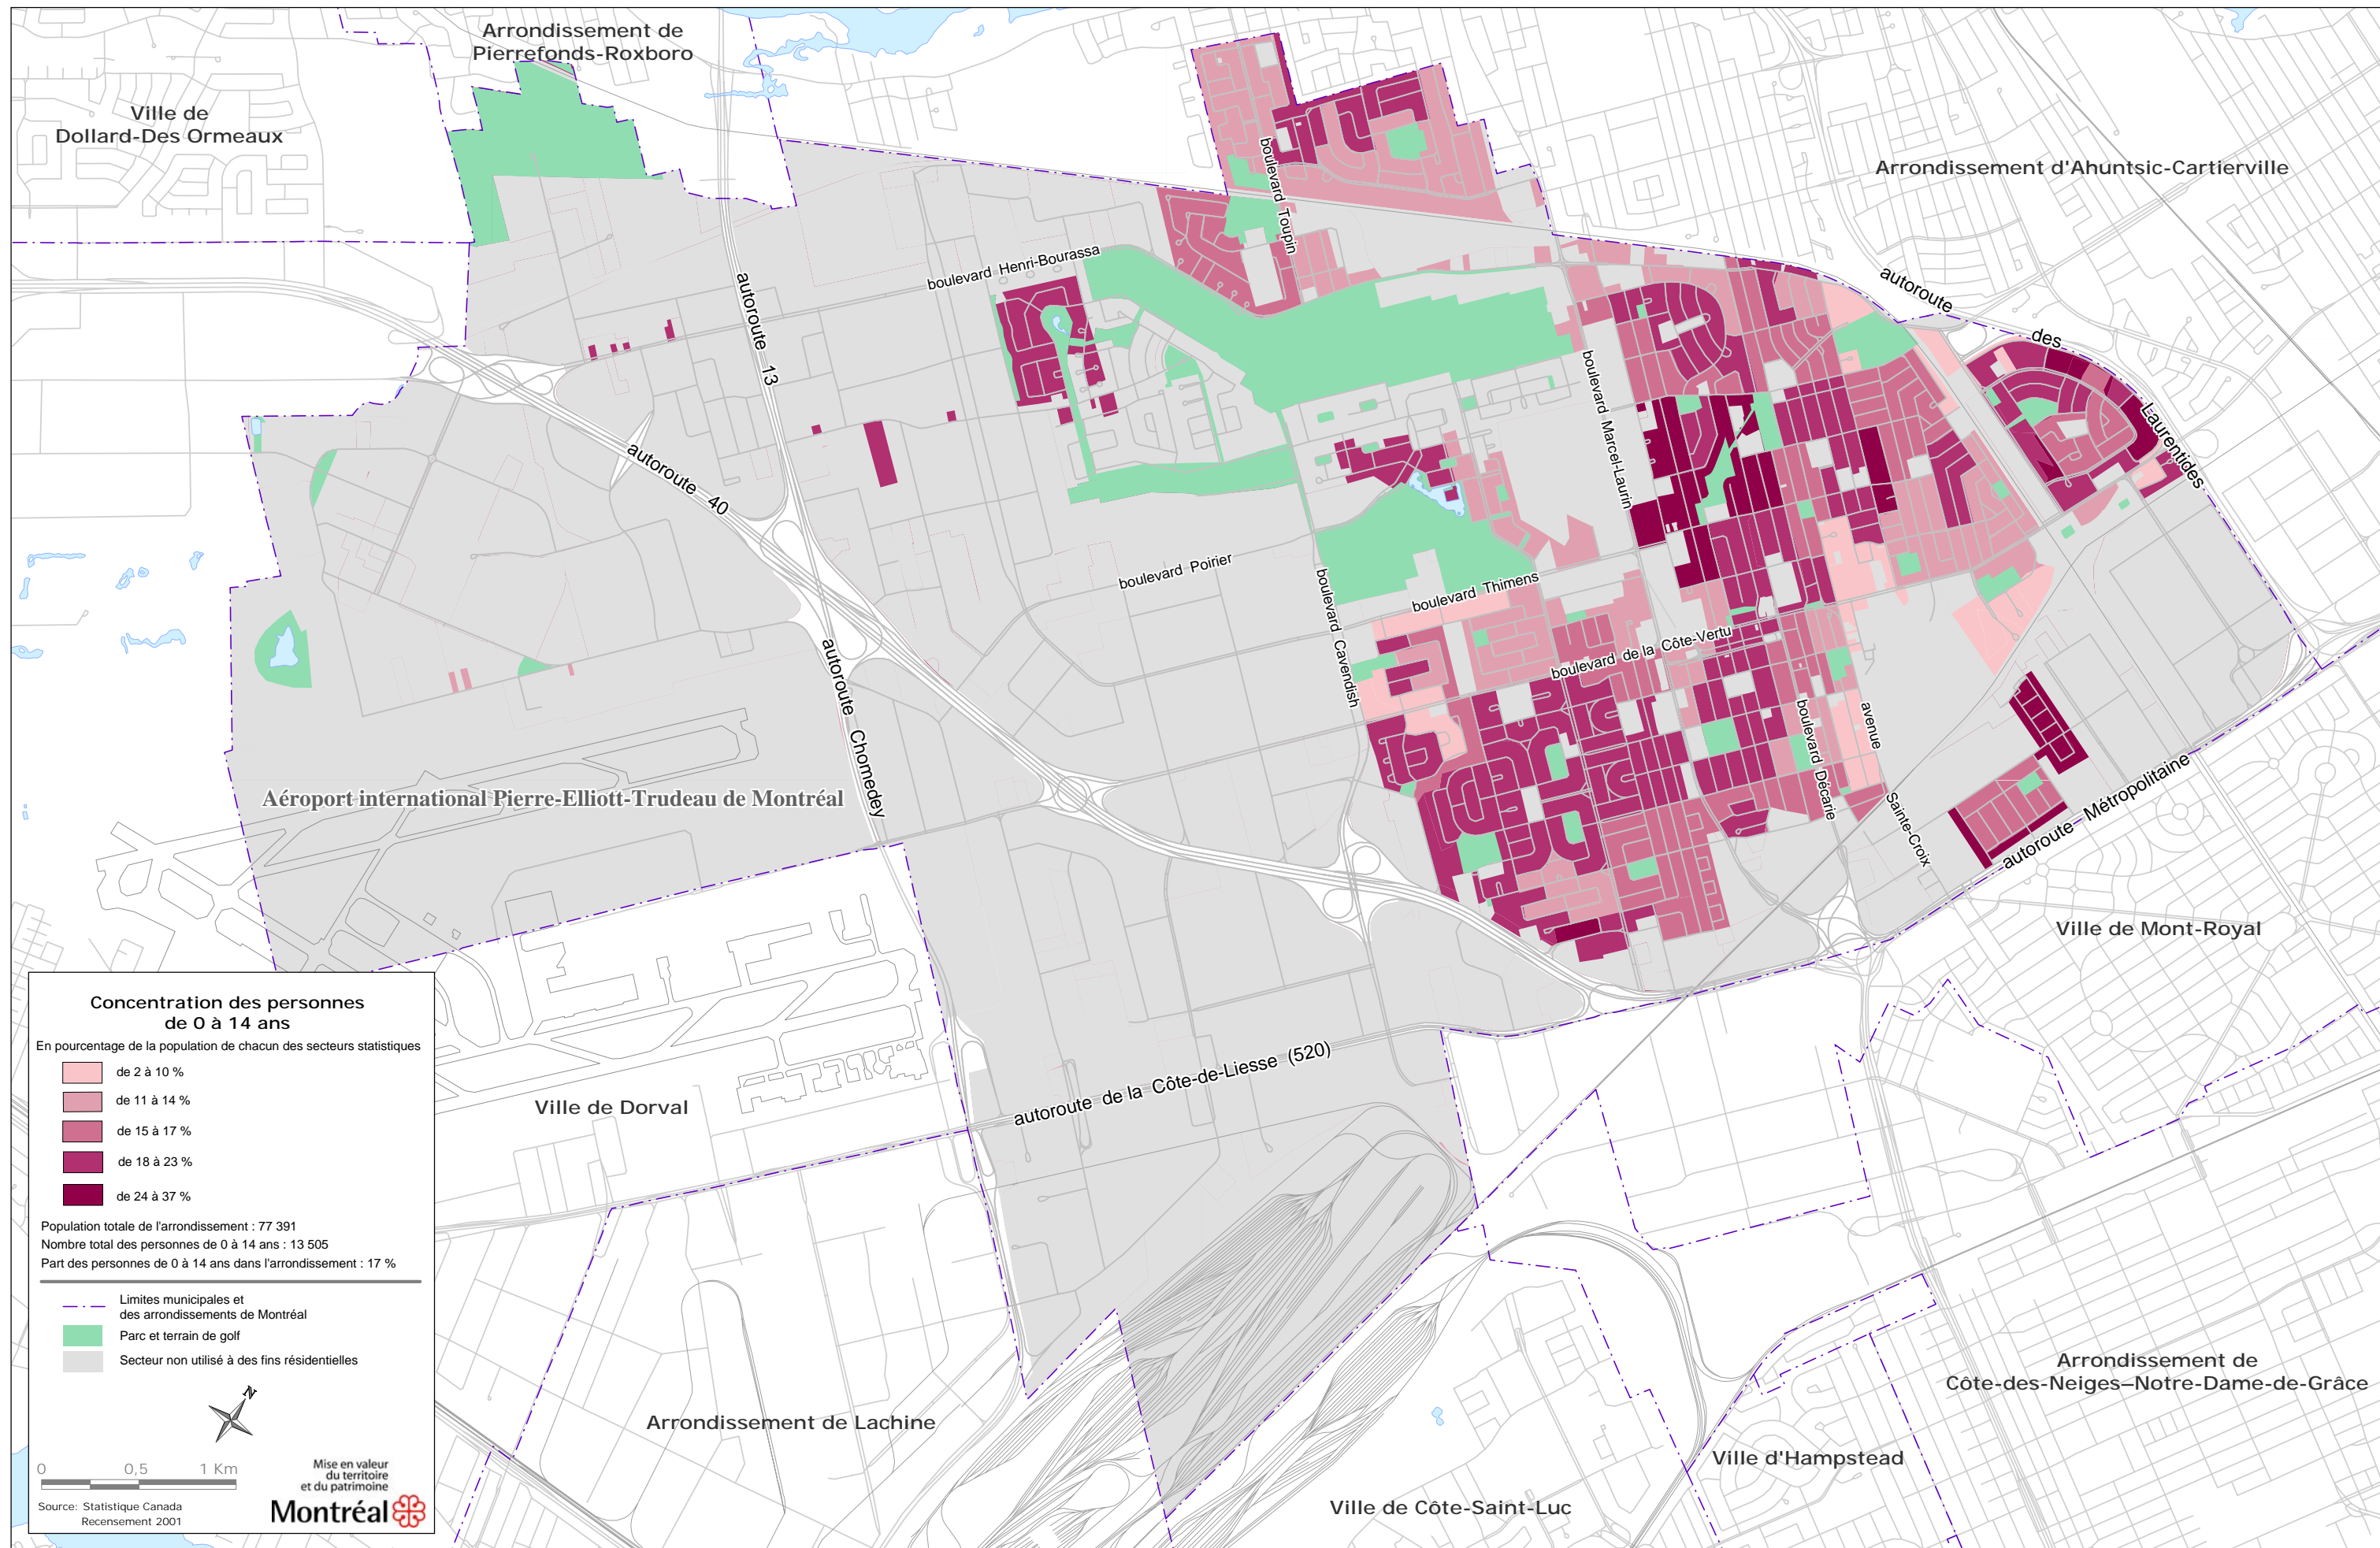 Arrondissement de
Pierrefonds-Roxboro
Ville de
Dollard-Des Ormeaux
Arrondissement d'Ahuntsic-Cartierville
boulevard Toupin
boulevard Henri-Bourassa
autoroute 13
autoroute des Laurentides
boulevard Marcel-Laurin
autoroute 40
boulevard Poirier
boulevard Cavendish
boulevard Thimens
boulevard de la Côte-Vertu
autoroute Chomedey
boulevard Décarie
avenue Sainte-Croix
autoroute Métropolitaine
Aéroport international Pierre-Elliott-Trudeau de Montréal
Ville de Mont-Royal
autoroute de la Côte-de-Liesse (520)
Ville de Dorval
Arrondissement de Lachine
Ville de Côte-Saint-Luc
Ville d'Hampstead
Arrondissement de
Côte-des-Neiges–Notre-Dame-de-Grâce
Concentration des personnes
de 0 à 14 ans
En pourcentage de la population de chacun des secteurs statistiques
de 2 à 10 %
de 11 à 14 %
de 15 à 17 %
de 18 à 23 %
de 24 à 37 %
Population totale de l'arrondissement : 77 391
Nombre total des personnes de 0 à 14 ans : 13 505
Part des personnes de 0 à 14 ans dans l'arrondissement : 17 %
Limites municipales et
des arrondissements de Montréal
Parc et terrain de golf
Secteur non utilisé à des fins résidentielles
N
0 0,5 1 Km
Source: Statistique Canada
Recensement 2001
Mise en valeur
du territoire
et du patrimoine
Montréal